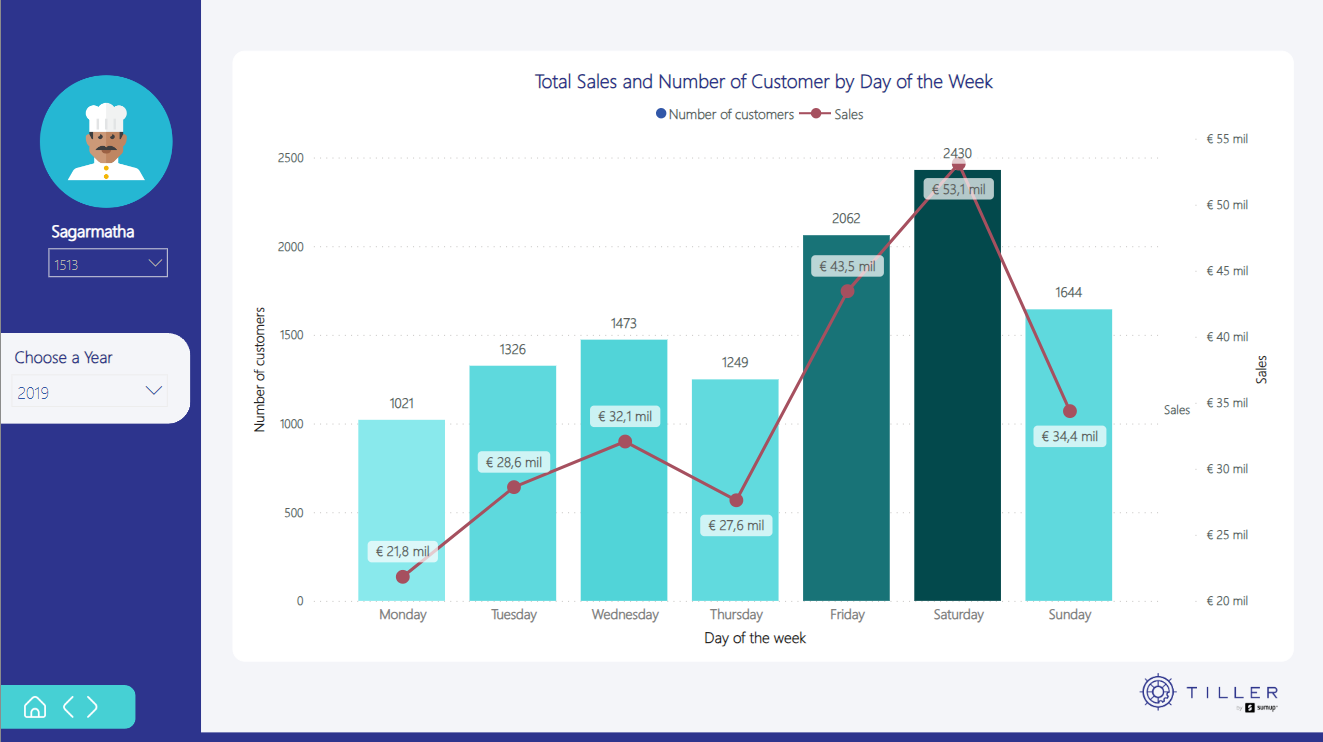 Sagarmatha
1513
Choose a Year
2019
Total Sales and Number of Customer by Day of the Week
Number of customers Sales
Number of customers
2500
2000
1500
1000
500
0
1021
1326
1473
1249
2062
2430
1644
€ 21,8 mil
€ 28,6 mil
€ 32,1 mil
€ 27,6 mil
€ 43,5 mil
€ 53,1 mil
€ 34,4 mil
Monday Tuesday Wednesday Thursday Friday Saturday Sunday
Day of the week
Sales
€ 55 mil
€ 50 mil
€ 45 mil
€ 40 mil
€ 35 mil
€ 30 mil
€ 25 mil
€ 20 mil
Sales
TILLER
by sumup